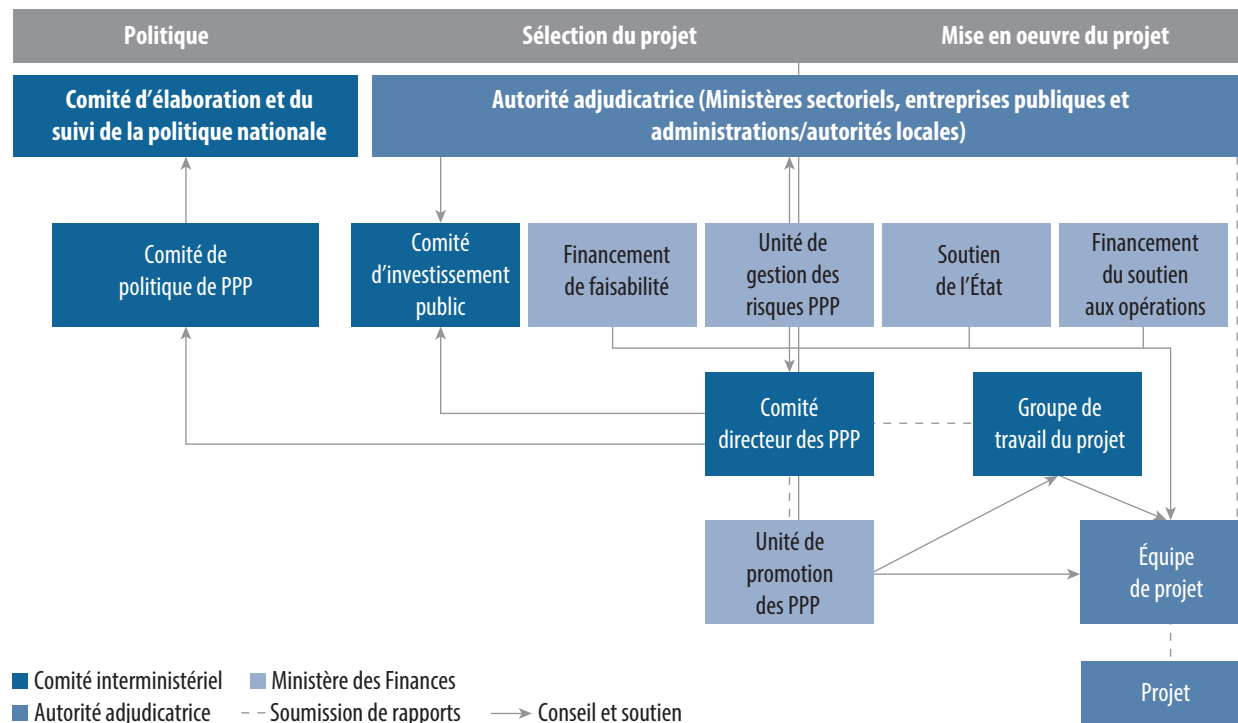 Politique
Sélection du projet
Mise en oeuvre du projet
Comité d’élaboration et du
suivi de la politique nationale
Autorité adjudicatrice (Ministères sectoriels, entreprises publiques et
administrations/autorités locales)
Comité de
politique de PPP
Comité
d’investissement
public
Financement
de faisabilité
Unité de
gestion des
risques PPP
Soutien
de l’État
Financement
du soutien
aux opérations
Comité
directeur des PPP
Groupe de
travail du projet
Unité de
promotion
des PPP
Équipe
de projet
Projet
Comité interministériel
Ministère des Finances
Autorité adjudicatrice
Soumission de rapports
Conseil et soutien